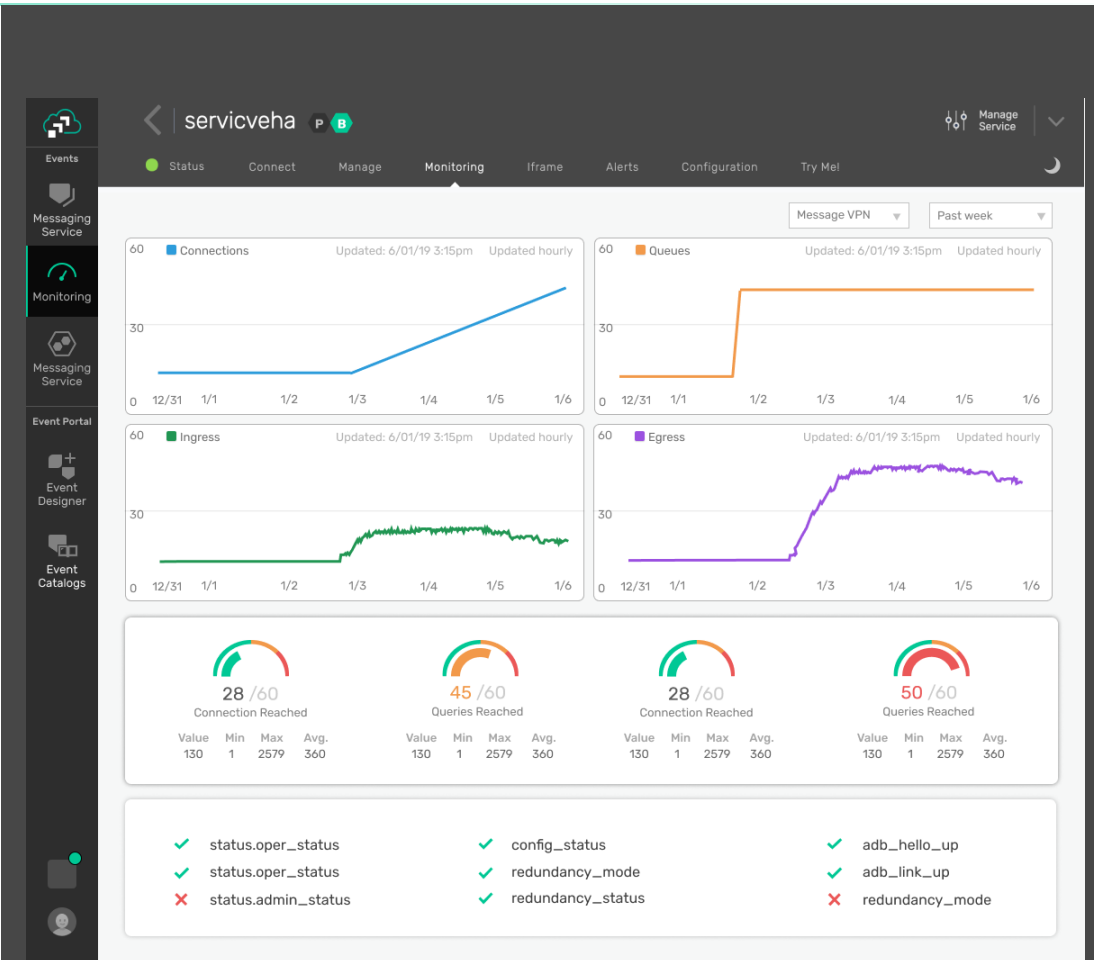 servicveha P B
Manage
Service
Events
Messaging
Service
Monitoring
Messaging
Service
Event Portal
Event
Designer
Event
Catalogs
Status Connect Manage Monitoring Iframe Alerts Configuration Try Me!
Message VPN Past week
60 Connections Updated: 6/01/19 3:15pm Updated hourly
30
0 12/31 1/1 1/2 1/3 1/4 1/5 1/6
60 Queues Updated: 6/01/19 3:15pm Updated hourly
30
0 12/31 1/1 1/2 1/3 1/4 1/5 1/6
60 Ingress Updated: 6/01/19 3:15pm Updated hourly
30
0 12/31 1/1 1/2 1/3 1/4 1/5 1/6
60 Egress Updated: 6/01/19 3:15pm Updated hourly
30
0 12/31 1/1 1/2 1/3 1/4 1/5 1/6
28 /60
Connection Reached
Value Min Max Avg.
130 1 2579 360
45 /60
Queries Reached
Value Min Max Avg.
130 1 2579 360
28 /60
Connection Reached
Value Min Max Avg.
130 1 2579 360
50 /60
Queries Reached
Value Min Max Avg.
130 1 2579 360
status.oper_status config_status adb_hello_up
status.oper_status redundancy_mode adb_link_up
status.admin_status redundancy_status redundancy_mode